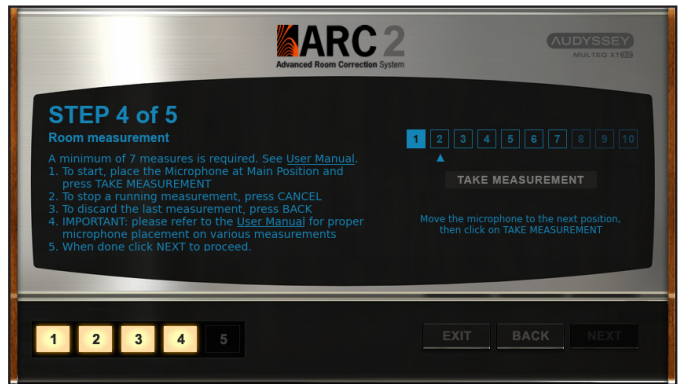 ARC 2
Advanced Room Correction System
AUDYSSEY
MULTEQ XT32
STEP 4 of 5
Room measurement
A minimum of 7 measures is required. See User Manual.
1. To start, place the Microphone at Main Position and
press TAKE MEASUREMENT
2. To stop a running measurement, press CANCEL
3. To discard the last measurement, press BACK
4. IMPORTANT: please refer to the User Manual for proper
microphone placement on various measurements
5. When done click NEXT to proceed.
1 2 3 4 5 6 7 8 9 10
TAKE MEASUREMENT
Move the microphone to the next position,
then click on TAKE MEASUREMENT
1 2 3 4 5
EXIT BACK NEXT